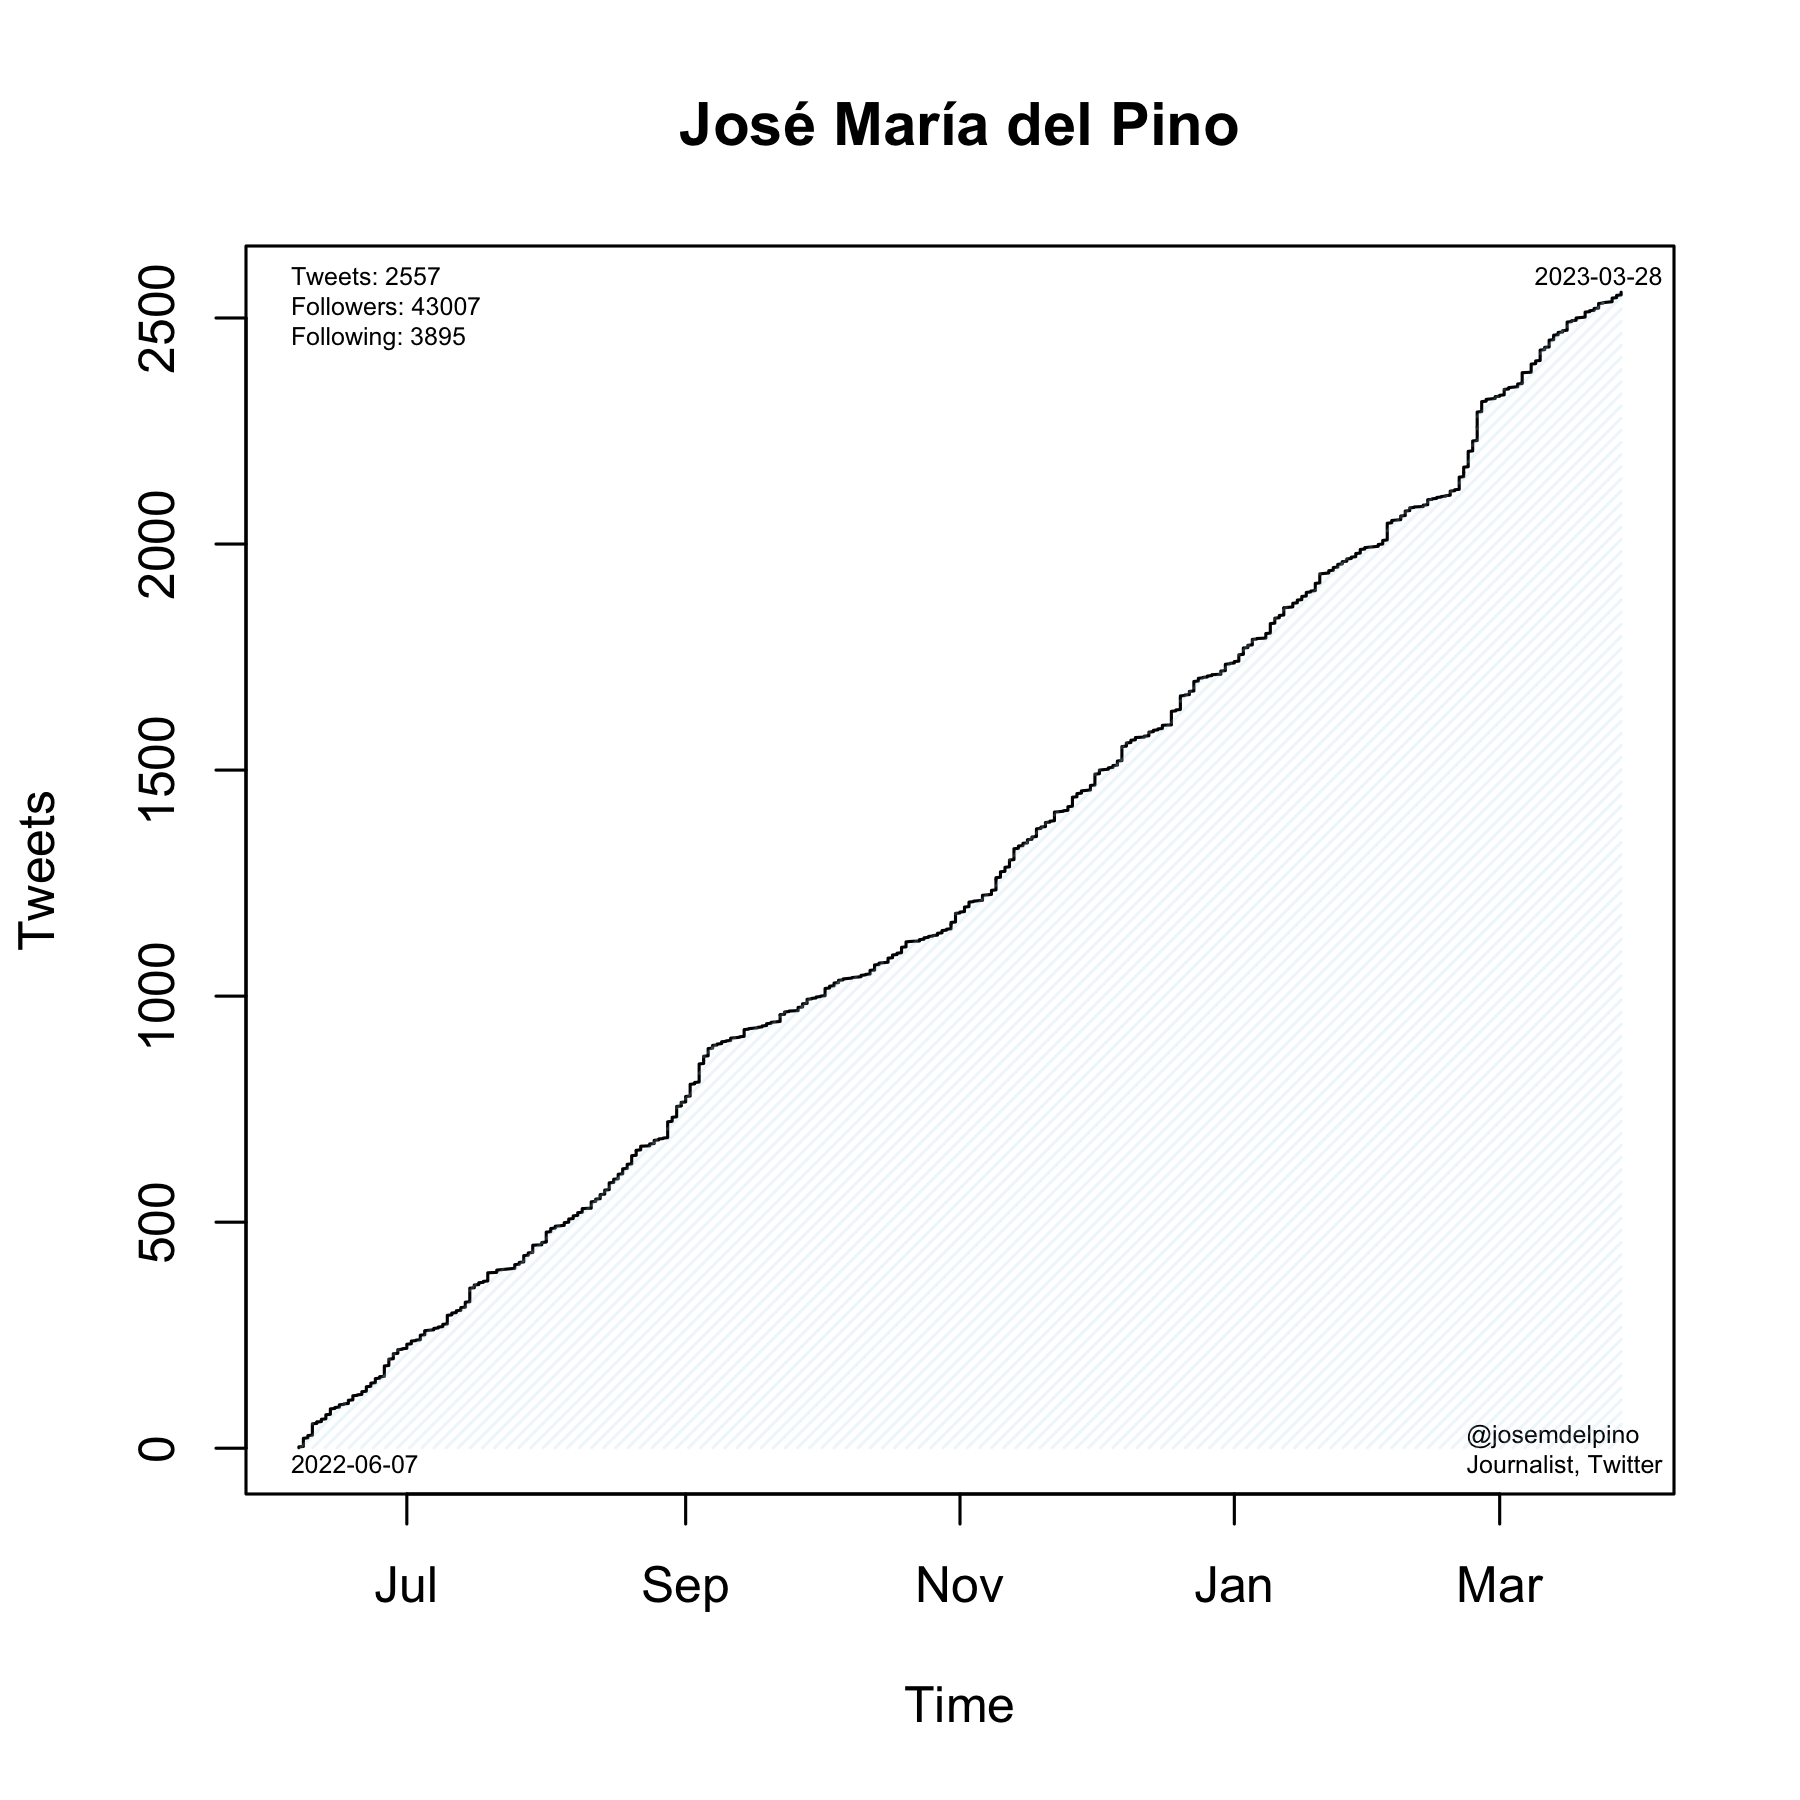 José María del Pino
Tweets: 2557
Followers: 43007
Following: 3895
2023-03-28
Tweets
2500
2000
1500
1000
500
0
2022-06-07
@josemdelpino
Journalist, Twitter
Jul Sep Nov Jan Mar
Time